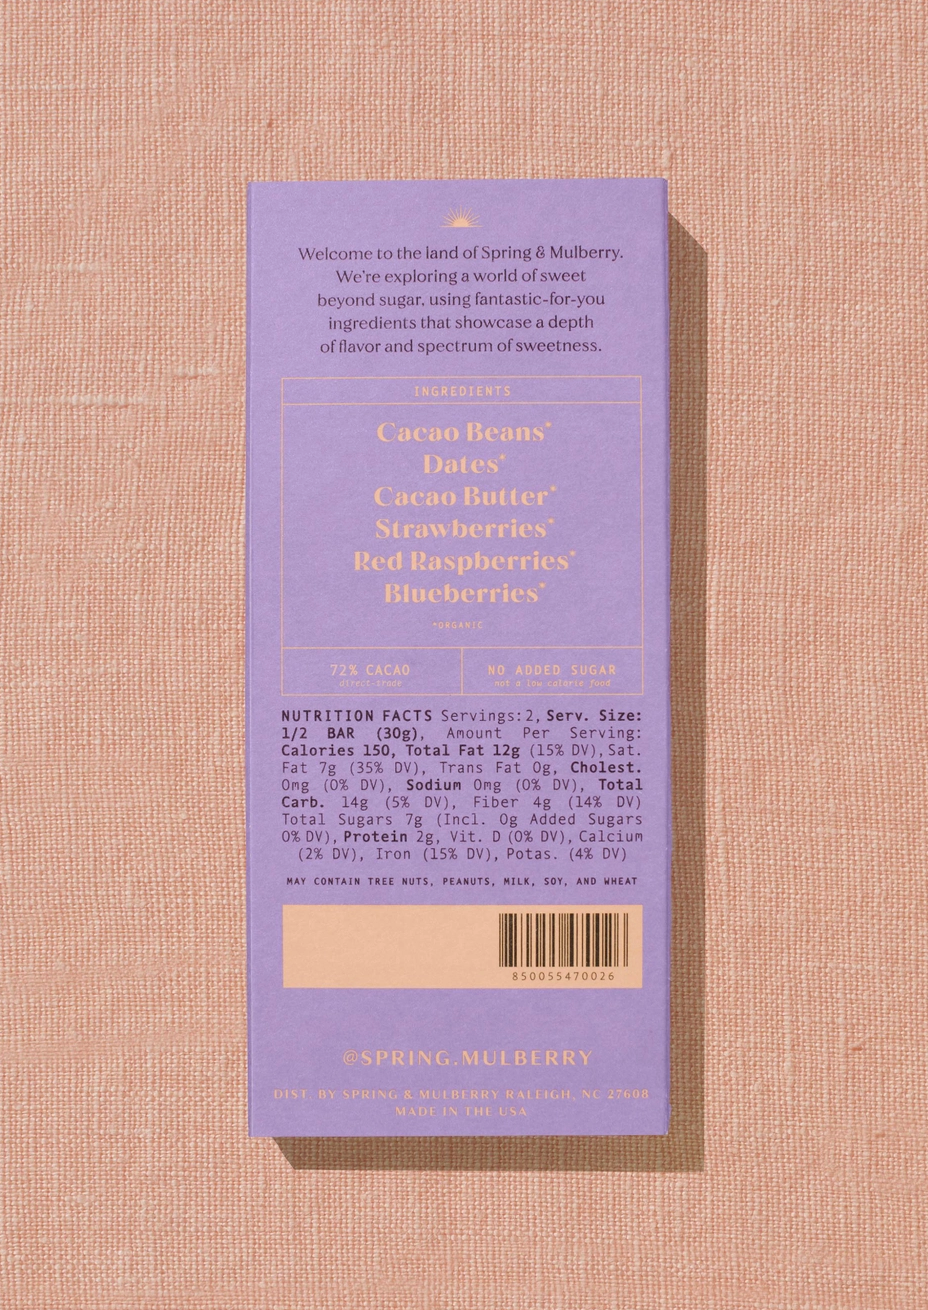 Welcome to the land of Spring & Mulberry.
We're exploring a world of sweet
beyond sugar, using fantastic-for-you
ingredients that showcase a depth
of flavor and spectrum of sweetness.
INGREDIENTS
Cacao Beans*
Dates*
Cacao Butter*
Strawberries*
Red Raspberries*
Blueberries*
*ORGANIC
72% CACAO
direct-trade
NO ADDED SUGAR
not a low calorie food
NUTRITION FACTS Servings: 2, Serv. Size:
1/2 BAR (30g), Amount Per Serving:
Calories 150, Total Fat 12g (15% DV), Sat.
Fat 7g (35% DV), Trans Fat 0g, Cholest.
0mg (0% DV), Sodium 0mg (0% DV), Total
Carb. 14g (5% DV), Fiber 4g (14% DV)
Total Sugars 7g (Incl. 0g Added Sugars
0% DV), Protein 2g, Vit. D (0% DV), Calcium
(2% DV), Iron (15% DV), Potas. (4% DV)
MAY CONTAIN TREE NUTS, PEANUTS, MILK, SOY, AND WHEAT
850055470026
@SPRING.MULBERRY
DIST. BY SPRING & MULBERRY RALEIGH, NC 27608
MADE IN THE USA